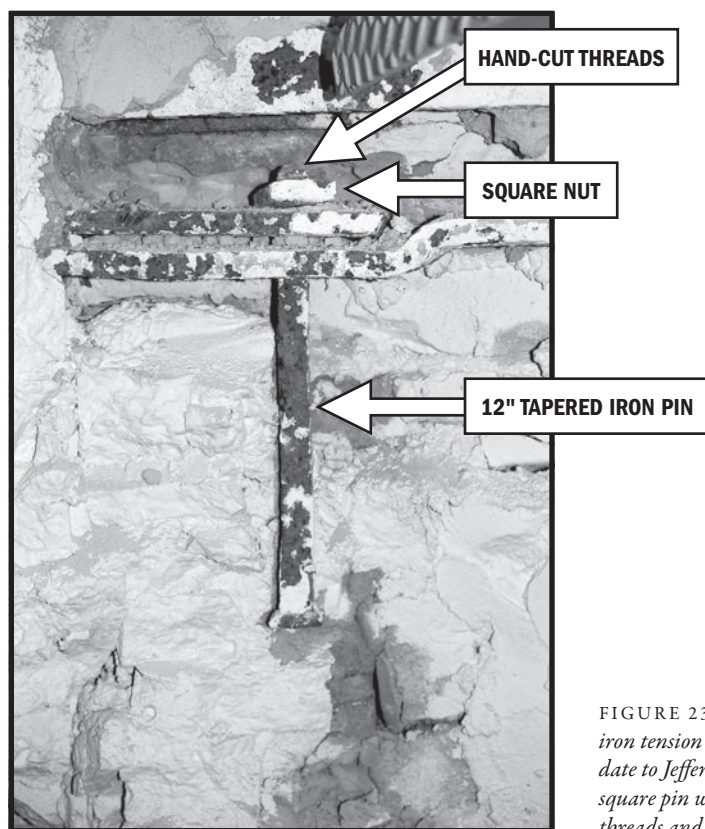 HAND-CUT THREADS
SQUARE NUT
12" TAPERED IRON PIN
FIGURE 23
iron tension
date to Jeffer
square pin w
threads and